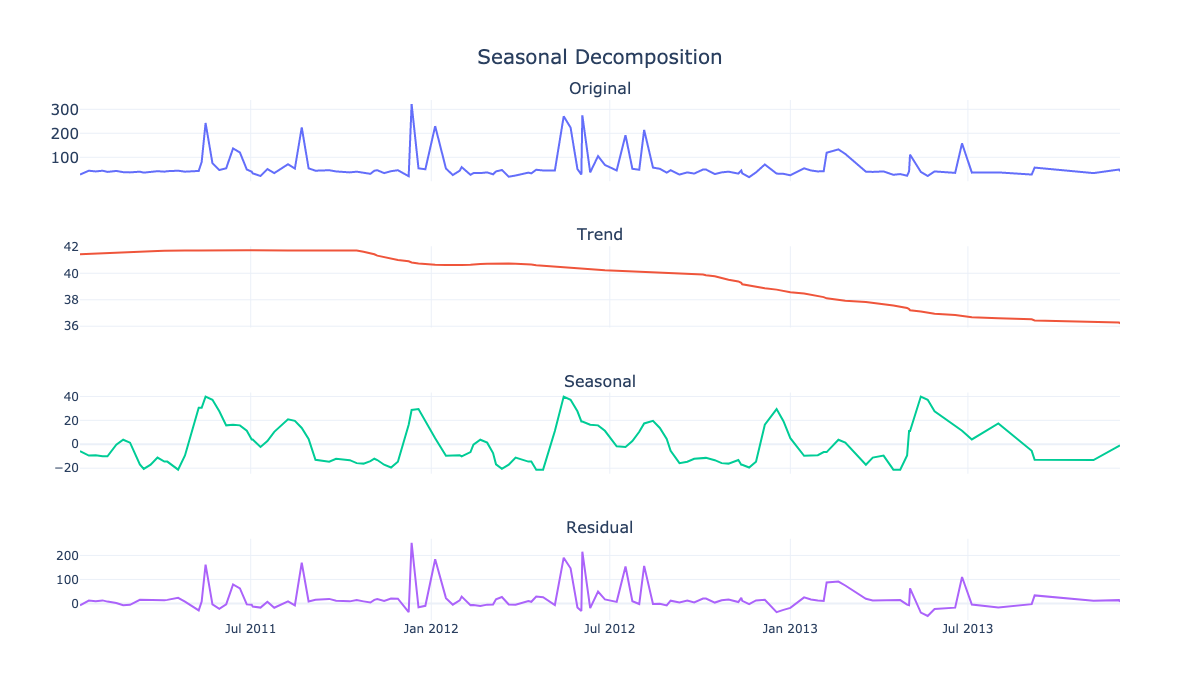 Seasonal Decomposition
Original
300
200
100
Trend
42
40
38
36
Seasonal
40
20
0
−20
Residual
200
100
0
Jul 2011 Jan 2012 Jul 2012 Jan 2013 Jul 2013